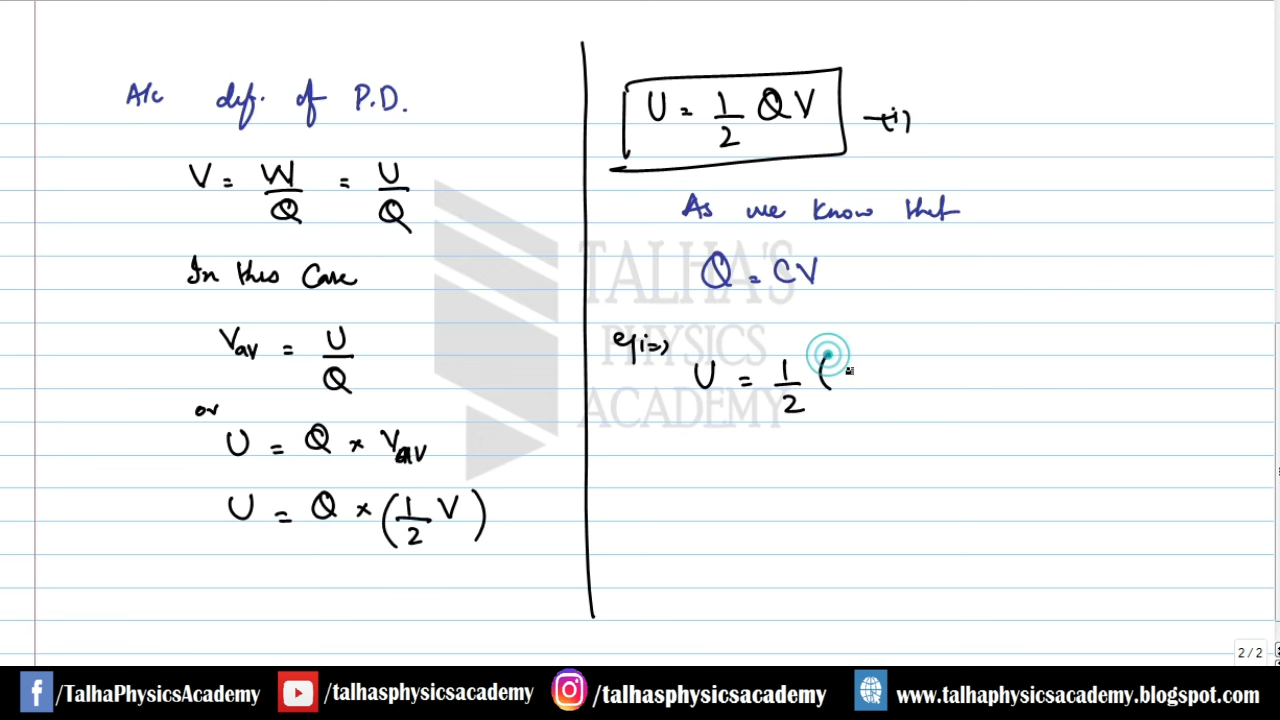 A/c def. of P.D.
V = W/Q = U/Q
In this Case
Vav = U/Q
or
U = Q × Vav
U = Q × (1/2 V)
U = 1/2 QV —(i)
As we know that
Q = CV
eq i =>
U = 1/2 (
TALHA'S
PHYSICS
ACADEMY
2/2
/TalhaPhysicsAcademy
/talhasphysicsacademy
/talhasphysicsacademy
www.talhaphysicsacademy.blogspot.com